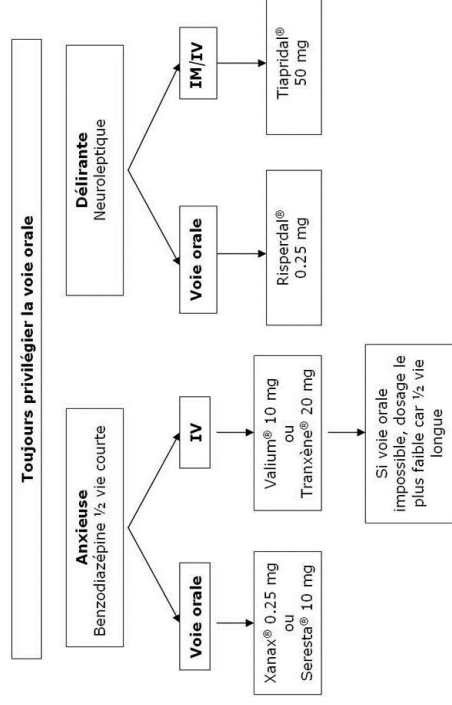 Toujours privilégier la voie orale
Anxieuse
Benzodiazépine ½ vie courte
Voie orale
Xanax® 0.25 mg
ou
Seresta® 10 mg
IV
Valium® 10 mg
ou
Tranxène® 20 mg
Si voie orale
impossible, dosage le
plus faible car ½ vie
longue
Délirante
Neuroleptique
Voie orale
Risperdal®
0.25 mg
IM/IV
Tiapridal®
50 mg